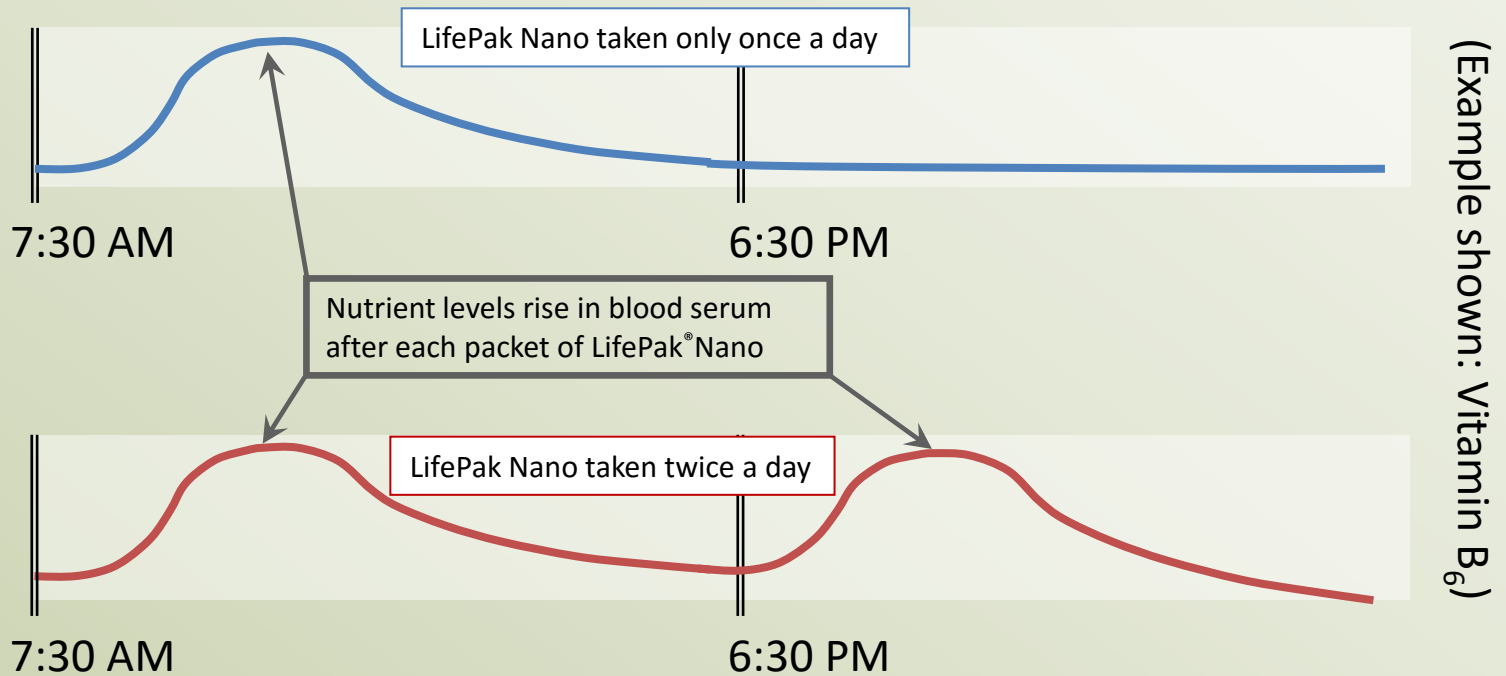 LifePak Nano taken only once a day
7:30 AM
6:30 PM
Nutrient levels rise in blood serum
after each packet of LifePak®Nano
LifePak Nano taken twice a day
7:30 AM
6:30 PM
(Example shown: Vitamin B₆)